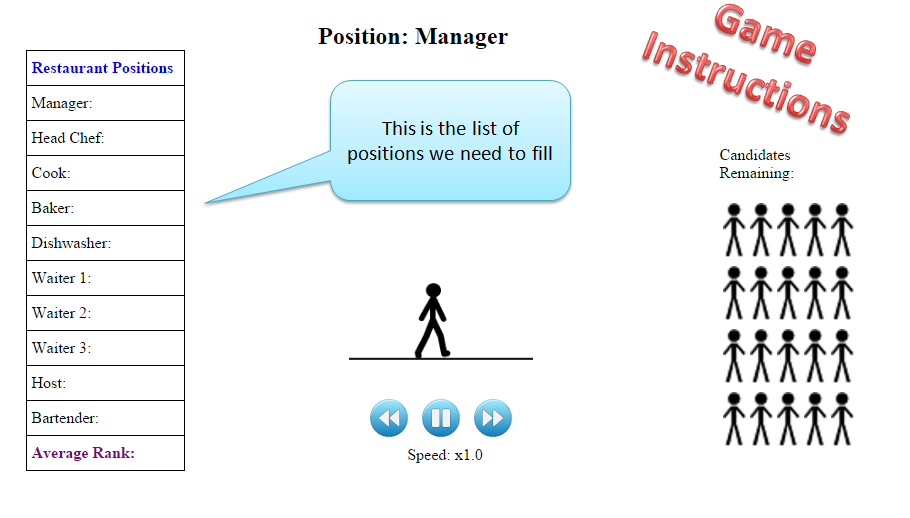 Position: Manager
Game
Instructions
Restaurant Positions
Manager:
Head Chef:
Cook:
Baker:
Dishwasher:
Waiter 1:
Waiter 2:
Waiter 3:
Host:
Bartender:
Average Rank:
This is the list of
positions we need to fill
Candidates
Remaining:
Speed: x1.0